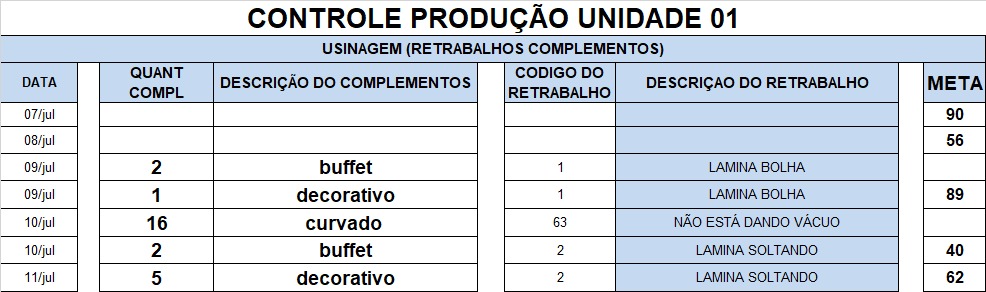 CONTROLE PRODUÇÃO UNIDADE 01
USINAGEM (RETRABALHOS COMPLEMENTOS)
DATA QUANT COMPL DESCRIÇÃO DO COMPLEMENTOS CODIGO DO RETRABALHO DESCRIÇAO DO RETRABALHO META
07/jul 90
08/jul 56
09/jul 2 buffet 1 LAMINA BOLHA
09/jul 1 decorativo 1 LAMINA BOLHA 89
10/jul 16 curvado 63 NÃO ESTÁ DANDO VÁCUO
10/jul 2 buffet 2 LAMINA SOLTANDO 40
11/jul 5 decorativo 2 LAMINA SOLTANDO 62